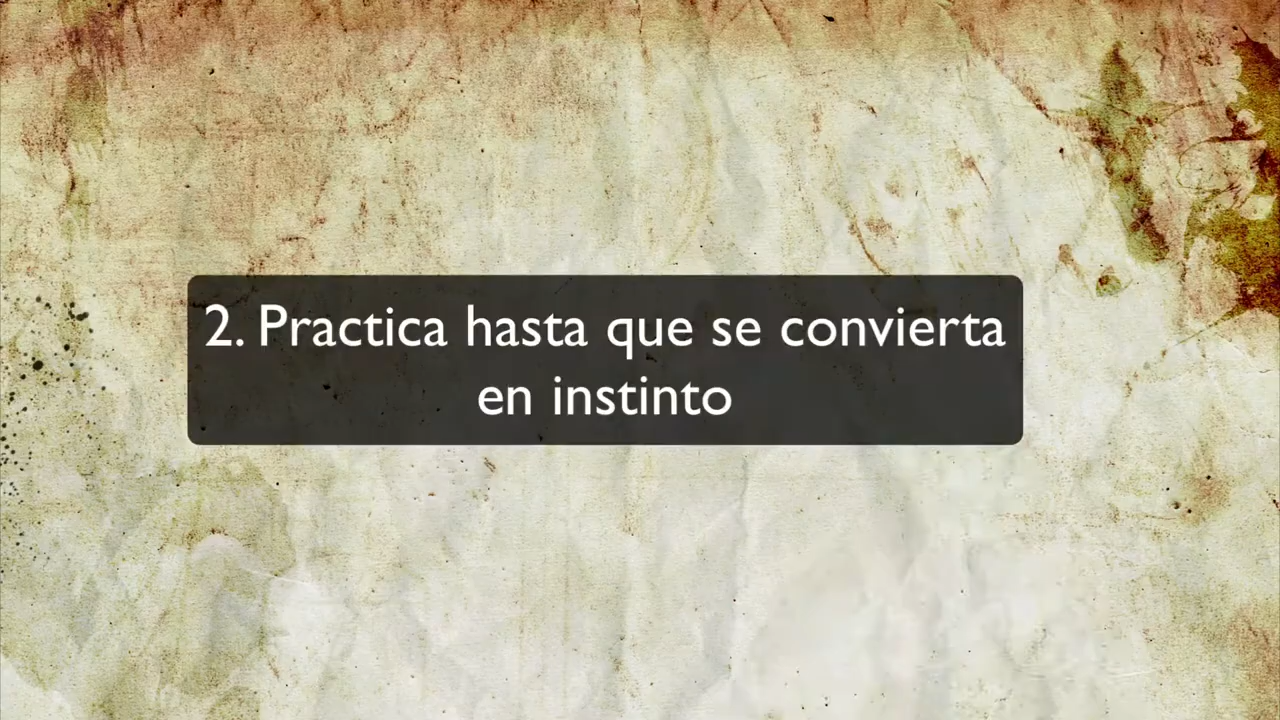 2. Practica hasta que se convierta
en instinto